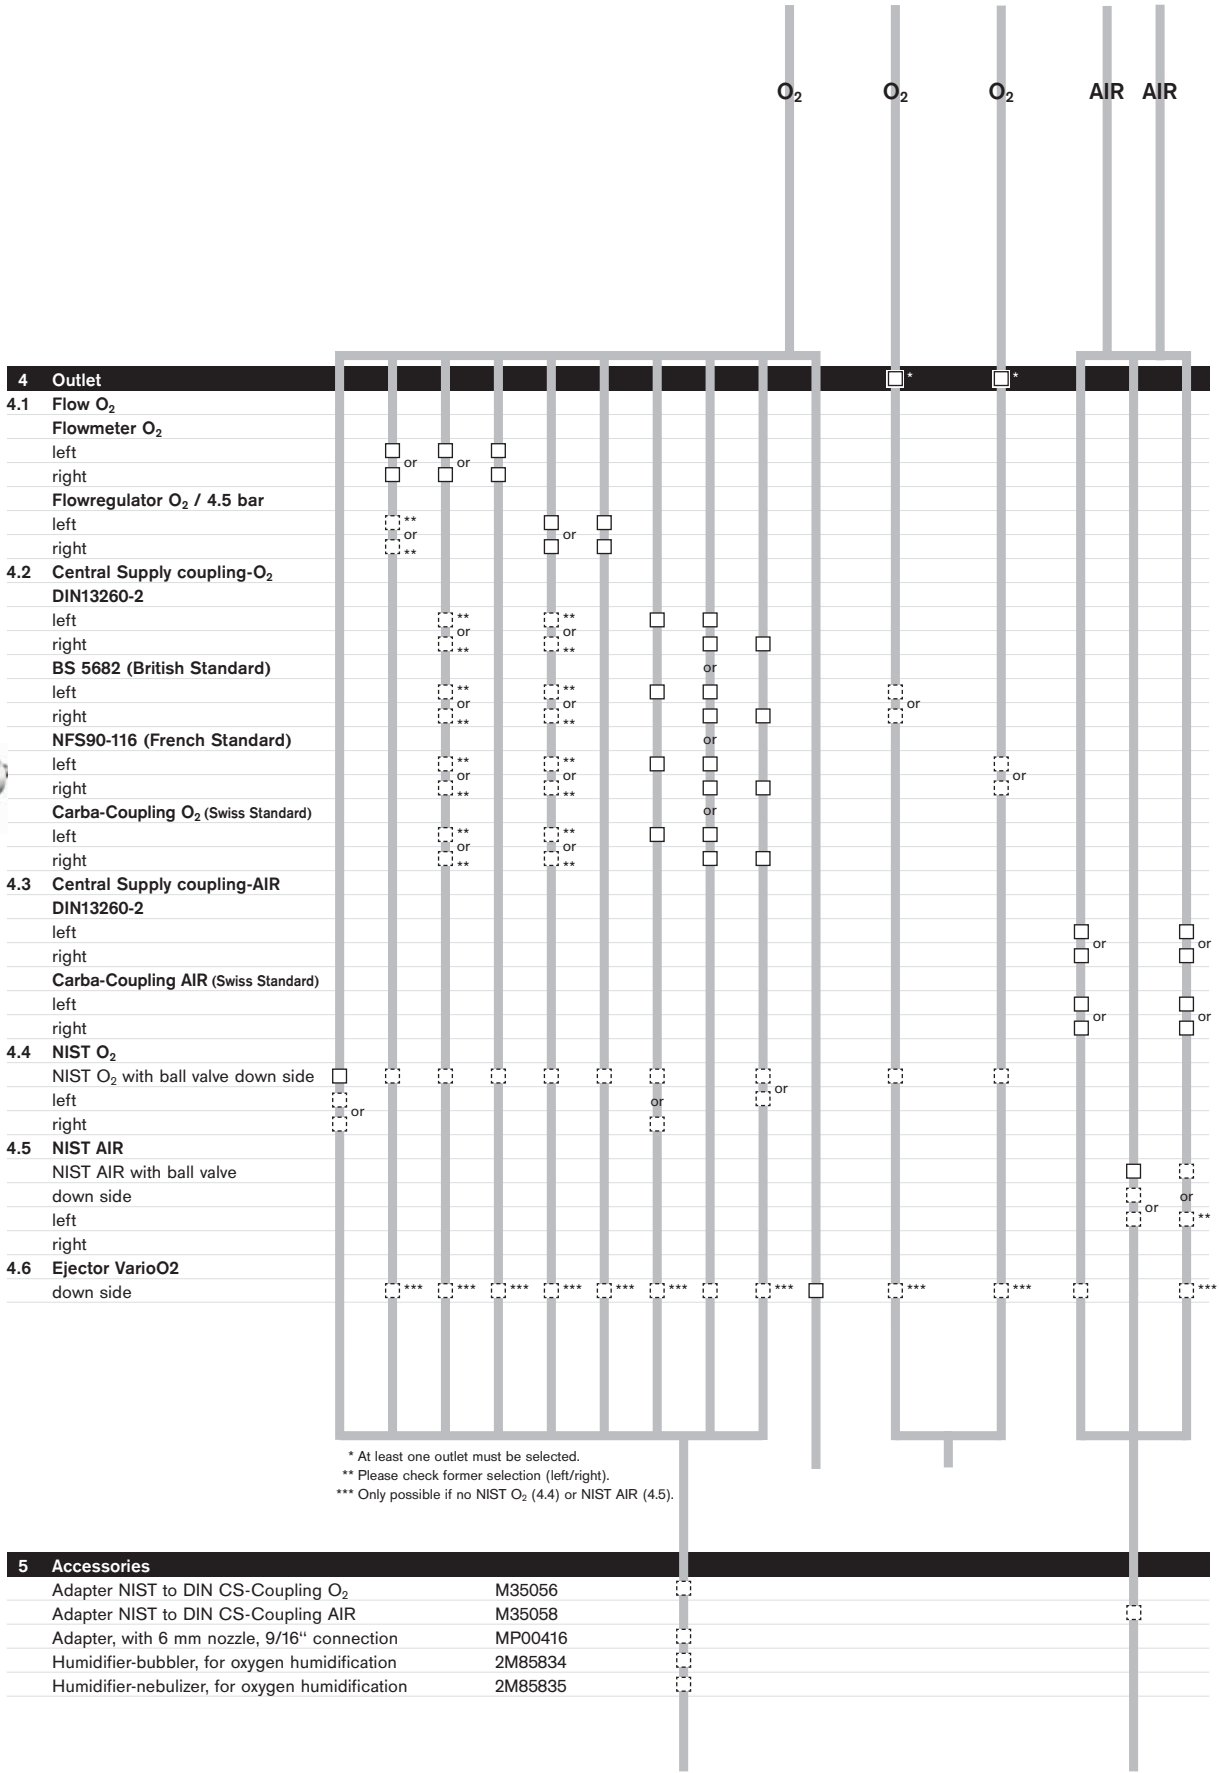 O2 O2 O2 AIR AIR
4 Outlet * *
4.1 Flow O2
Flowmeter O2
left
or or
right
Flowregulator O2 / 4.5 bar
left **
or or
right **
4.2 Central Supply coupling-O2
DIN13260-2
left ** **
or or
right ** **
BS 5682 (British Standard) or
left ** **
or or or
right ** **
NFS90-116 (French Standard) or
left ** **
or or or
right ** **
Carba-Coupling O2 (Swiss Standard) or
left ** **
or or
right ** **
4.3 Central Supply coupling-AIR
DIN13260-2
left
or or
right
Carba-Coupling AIR (Swiss Standard)
left
or or
right
4.4 NIST O2
NIST O2 with ball valve down side
or
left or
or
right
4.5 NIST AIR
NIST AIR with ball valve
down side or
or
left **
right
4.6 Ejector VarioO2
down side *** *** *** *** *** *** *** *** *** ***
* At least one outlet must be selected.
** Please check former selection (left/right).
*** Only possible if no NIST O2 (4.4) or NIST AIR (4.5).
5 Accessories
Adapter NIST to DIN CS-Coupling O2 M35056
Adapter NIST to DIN CS-Coupling AIR M35058
Adapter, with 6 mm nozzle, 9/16“ connection MP00416
Humidifier-bubbler, for oxygen humidification 2M85834
Humidifier-nebulizer, for oxygen humidification 2M85835